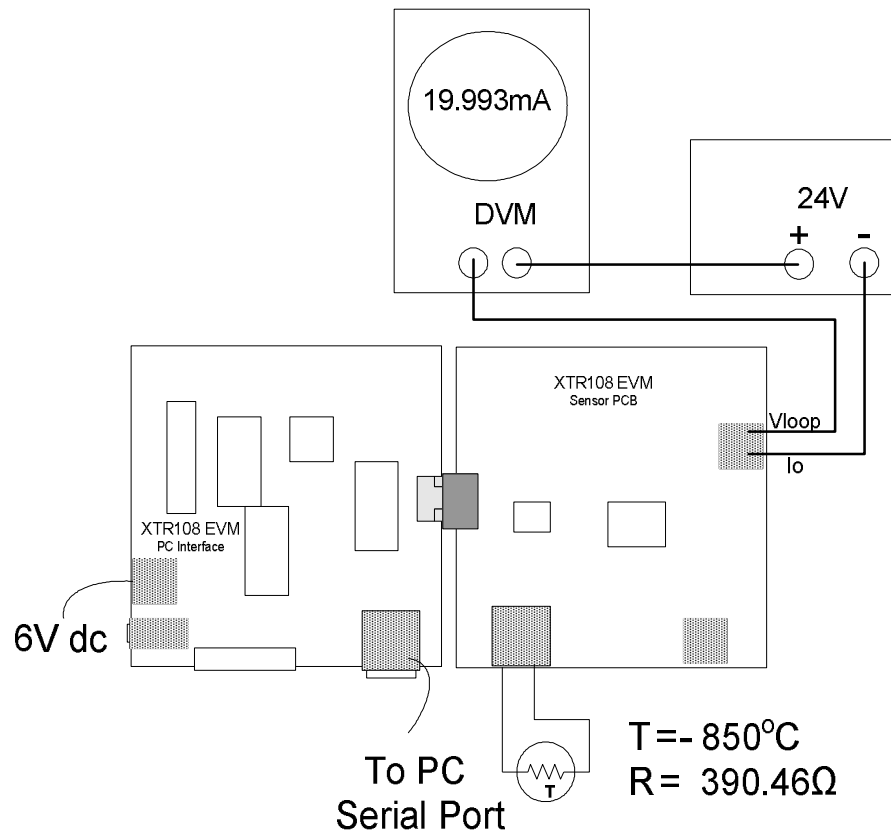 19.993mA
DVM
24V
+ -
XTR108 EVM
Sensor PCB
Vloop
Io
XTR108 EVM
PC Interface
6V dc
To PC
Serial Port
T
T=- 850°C
R= 390.46Ω